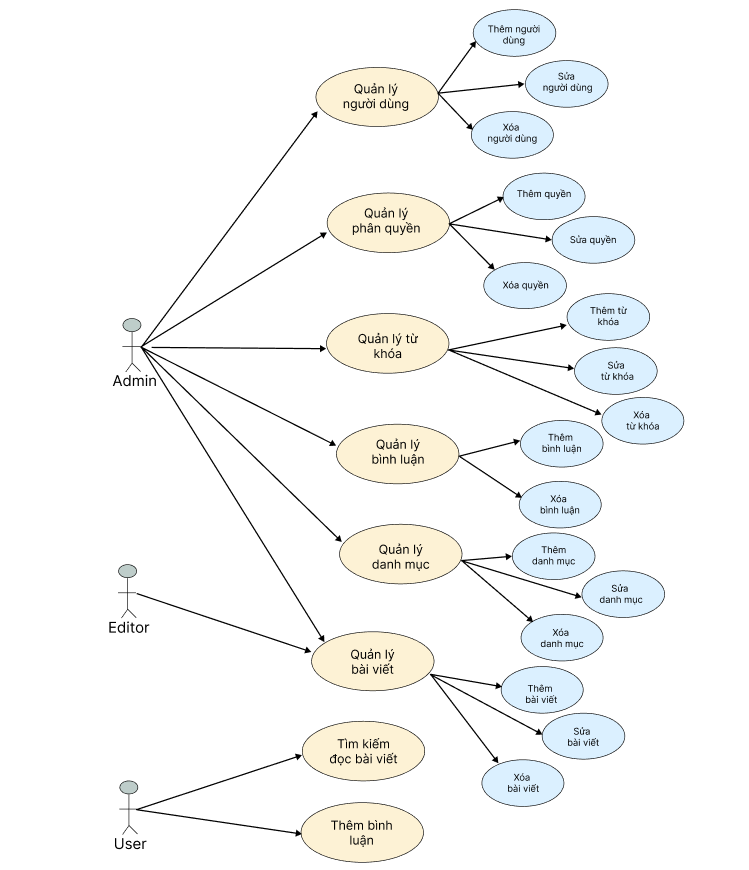 Thêm người
dùng
Sửa
người dùng
Quản lý
người dùng
Xóa
người dùng
Thêm quyền
Quản lý
phân quyền
Sửa quyền
Xóa quyền
Thêm từ
khóa
Quản lý từ
khóa
Sửa
từ khóa
Admin
Xóa
từ khóa
Quản lý
bình luận
Thêm
bình luận
Xóa
bình luận
Quản lý
danh mục
Thêm
danh mục
Sửa
danh mục
Editor
Xóa
danh mục
Quản lý
bài viết
Thêm
bài viết
Sửa
bài viết
Tìm kiếm
đọc bài viết
Xóa
bài viết
User
Thêm bình
luận